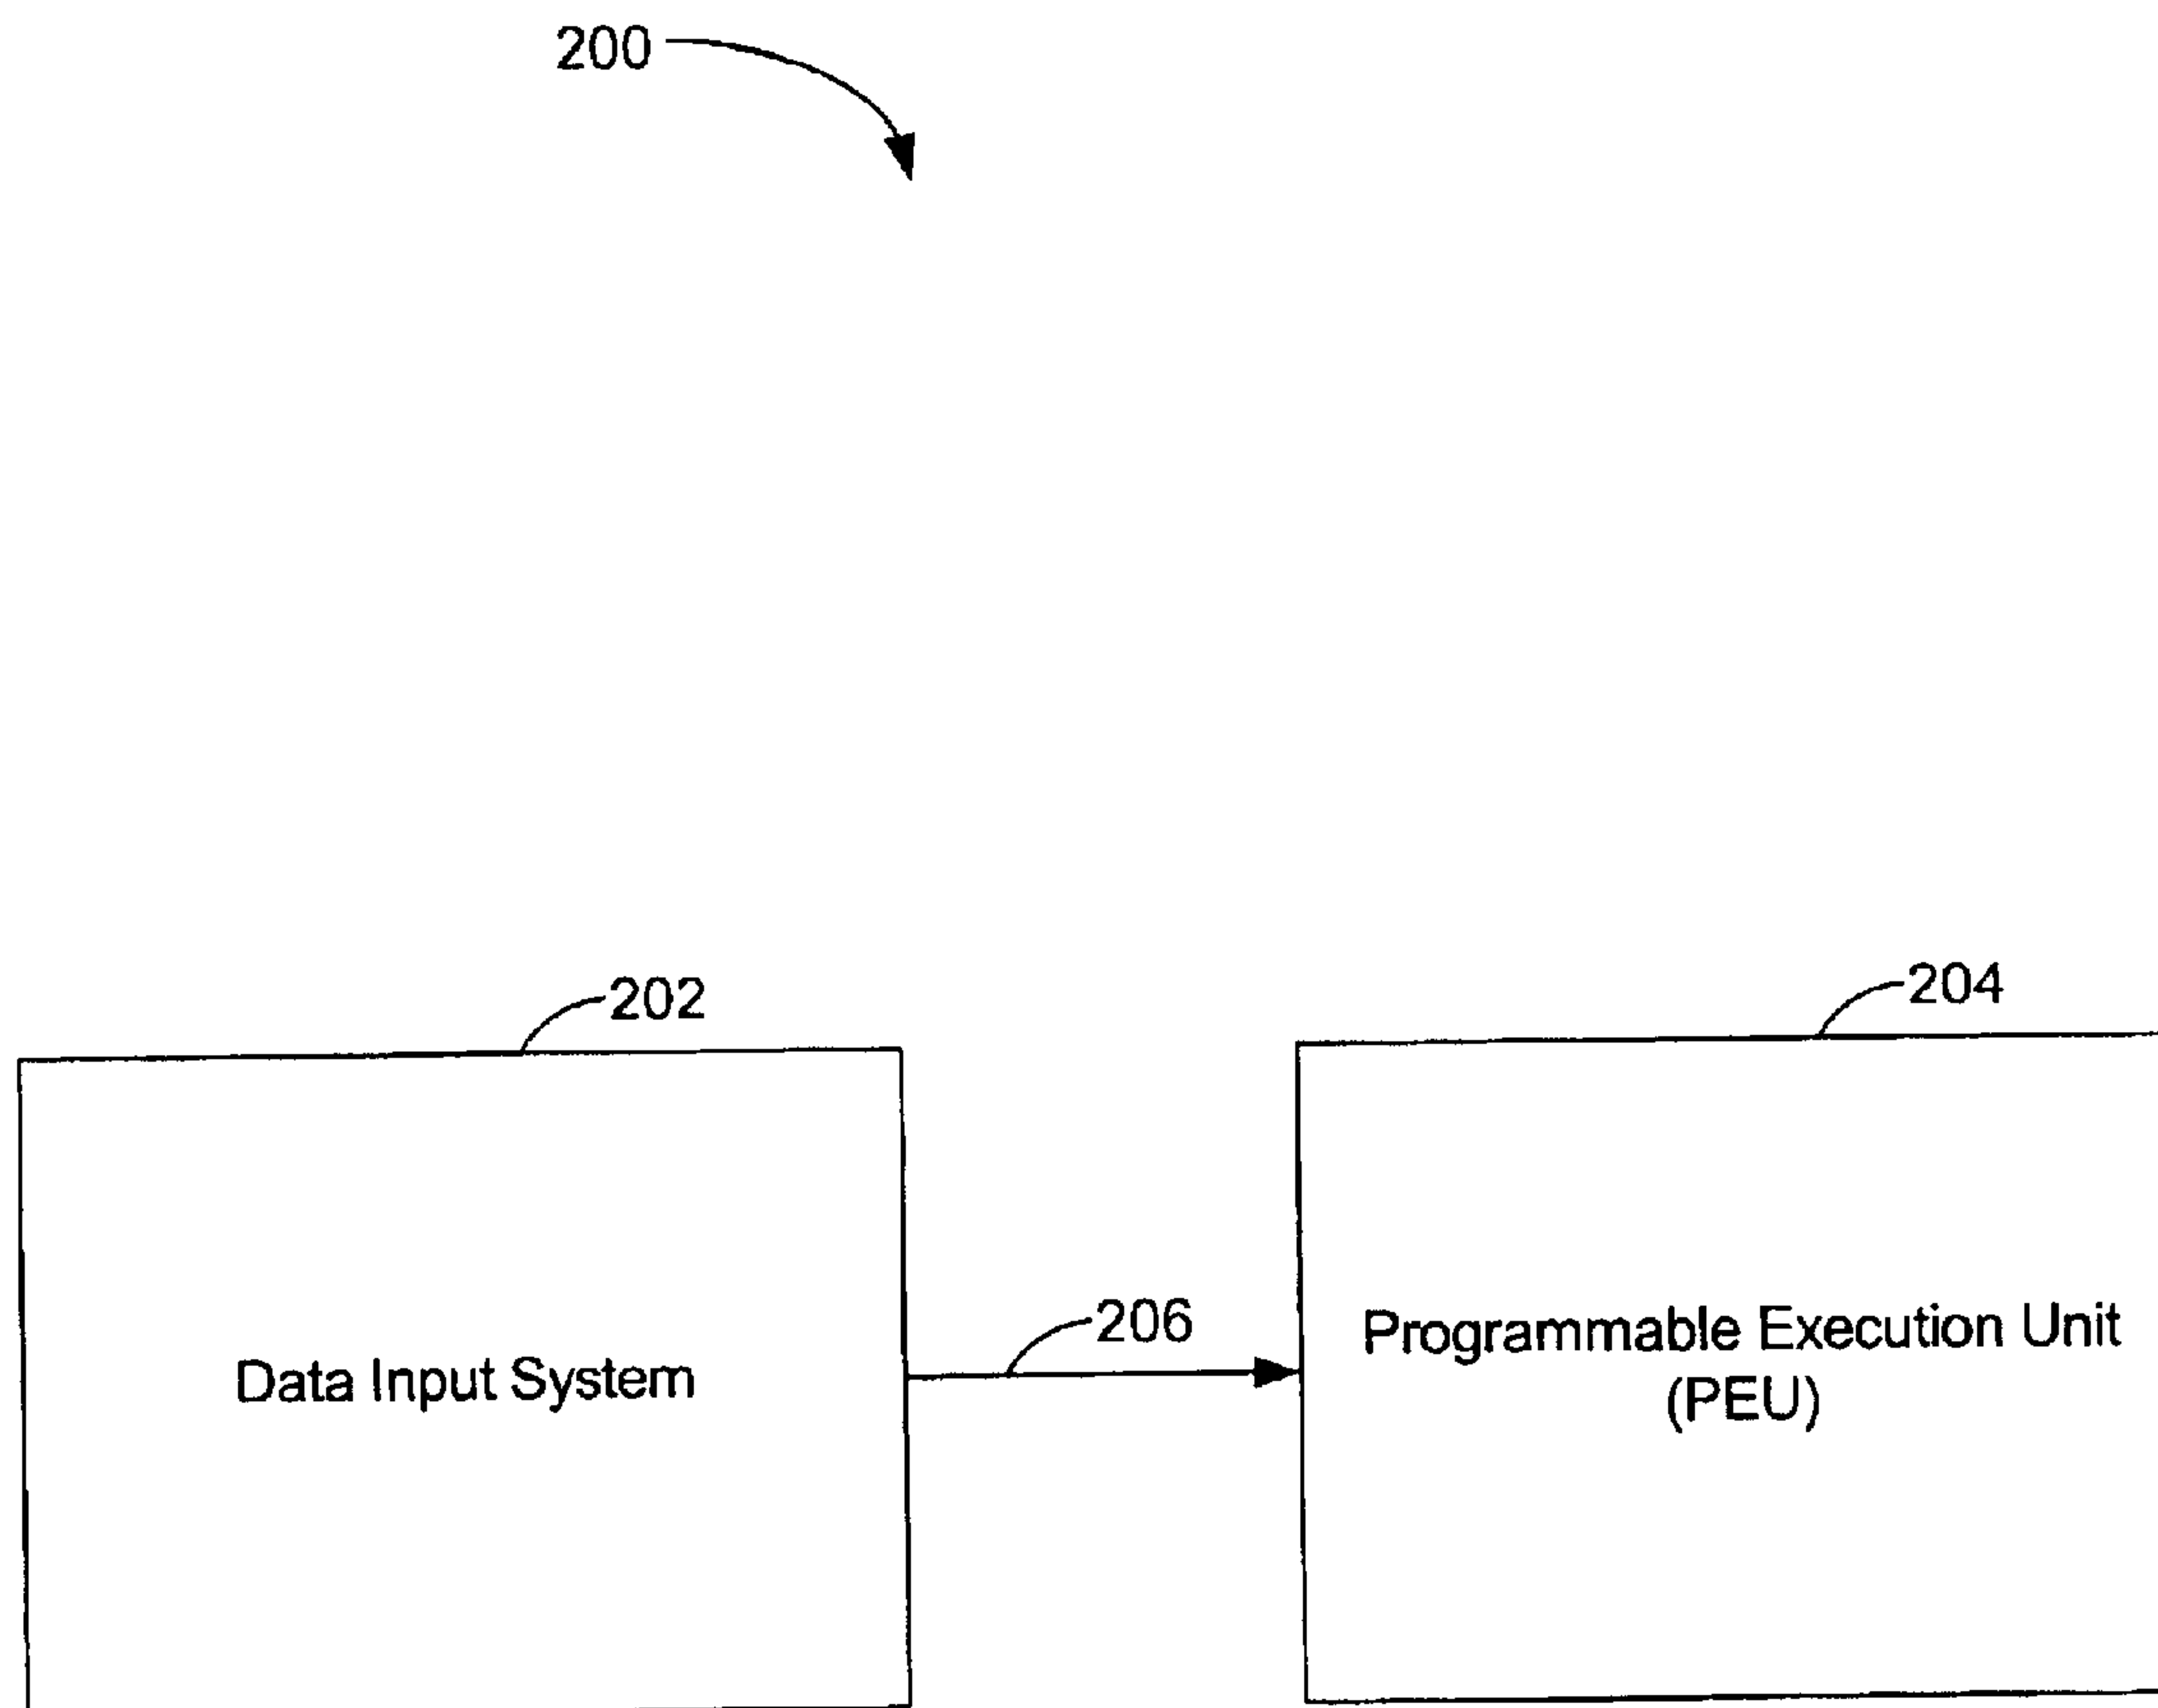 200
202
204
206
Data Input System
Programmable Execution Unit
(PEU)